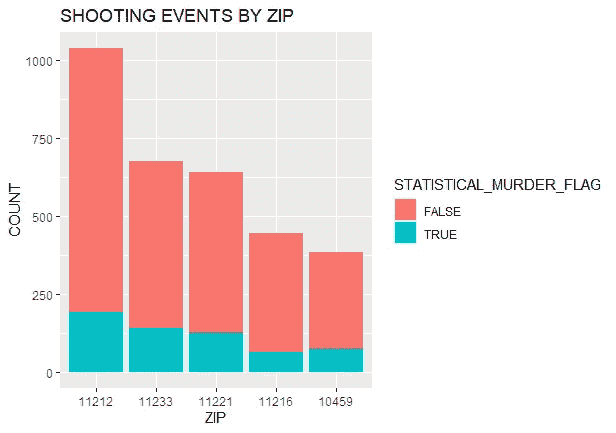 SHOOTING EVENTS BY ZIP
1000
750
500
250
0
COUNT
11212 11233 11221 11216 10459
ZIP
STATISTICAL_MURDER_FLAG
FALSE
TRUE